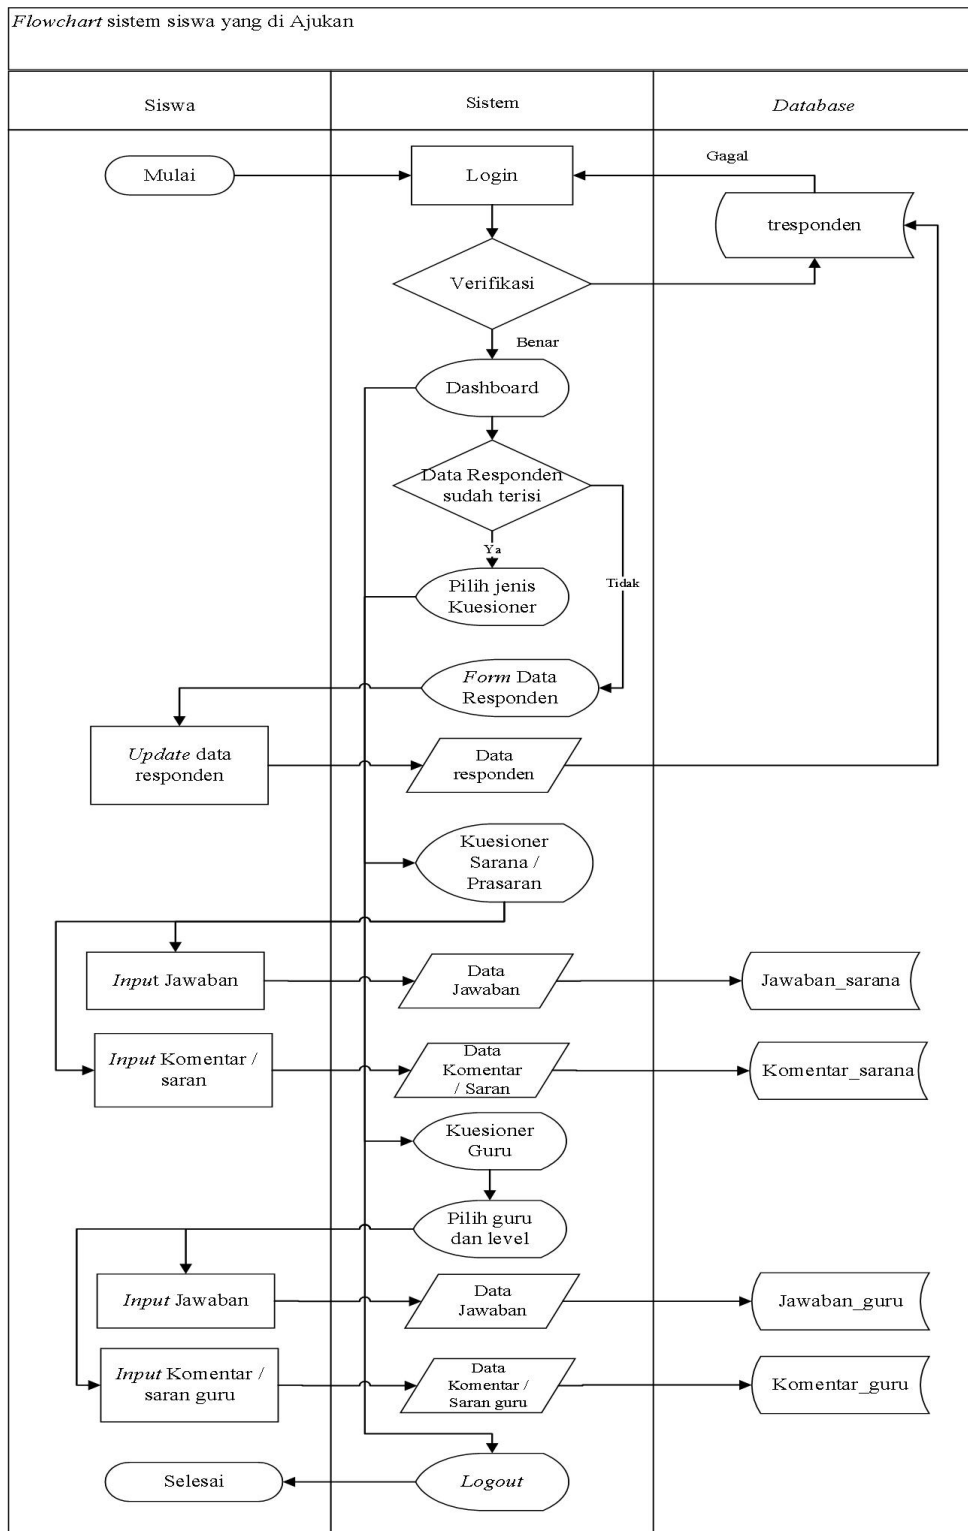 Flowchart sistem siswa yang di Ajukan
Siswa
Sistem
Database
Mulai
Login
Gagal
tresponden
Verifikasi
Benar
Dashboard
Data Responden
sudah terisi
Ya
Tidak
Pilih jenis
Kuesioner
Form Data
Responden
Update data
responden
Data
responden
Kuesioner
Sarana /
Prasaran
Input Jawaban
Data
Jawaban
Jawaban_sarana
Input Komentar /
saran
Data
Komentar
/ Saran
Komentar_sarana
Kuesioner
Guru
Pilih guru
dan level
Input Jawaban
Data
Jawaban
Jawaban_guru
Input Komentar /
saran guru
Data
Komentar /
Saran guru
Komentar_guru
Selesai
Logout